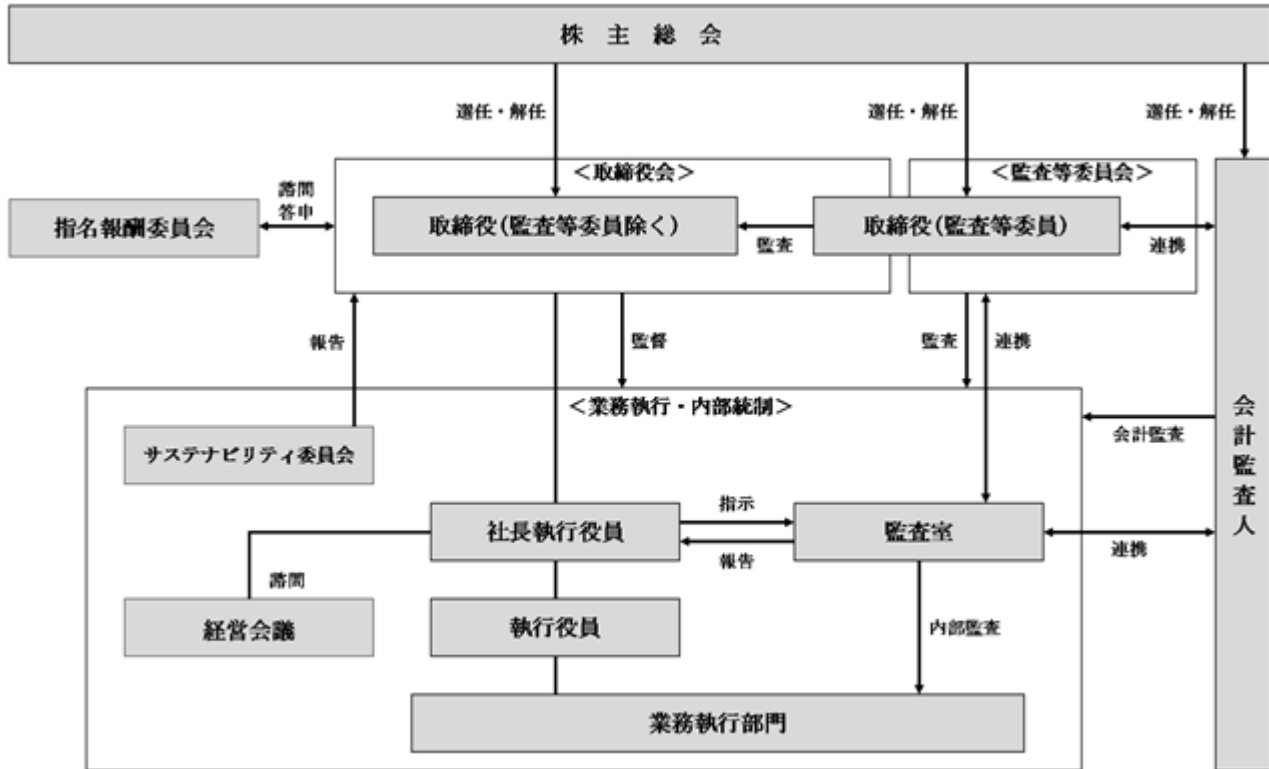 株 主 総 会
選任・解任
選任・解任
選任・解任
＜取締役会＞
＜監査等委員会＞
諮問
答申
指名報酬委員会
取締役(監査等委員除く)
監査
取締役(監査等委員)
連携
報告
監督
監査
連携
＜業務執行・内部統制＞
会計監査
会計監査人
サステナビリティ委員会
社長執行役員
指示
報告
監査室
連携
諮問
経営会議
執行役員
内部監査
業務執行部門